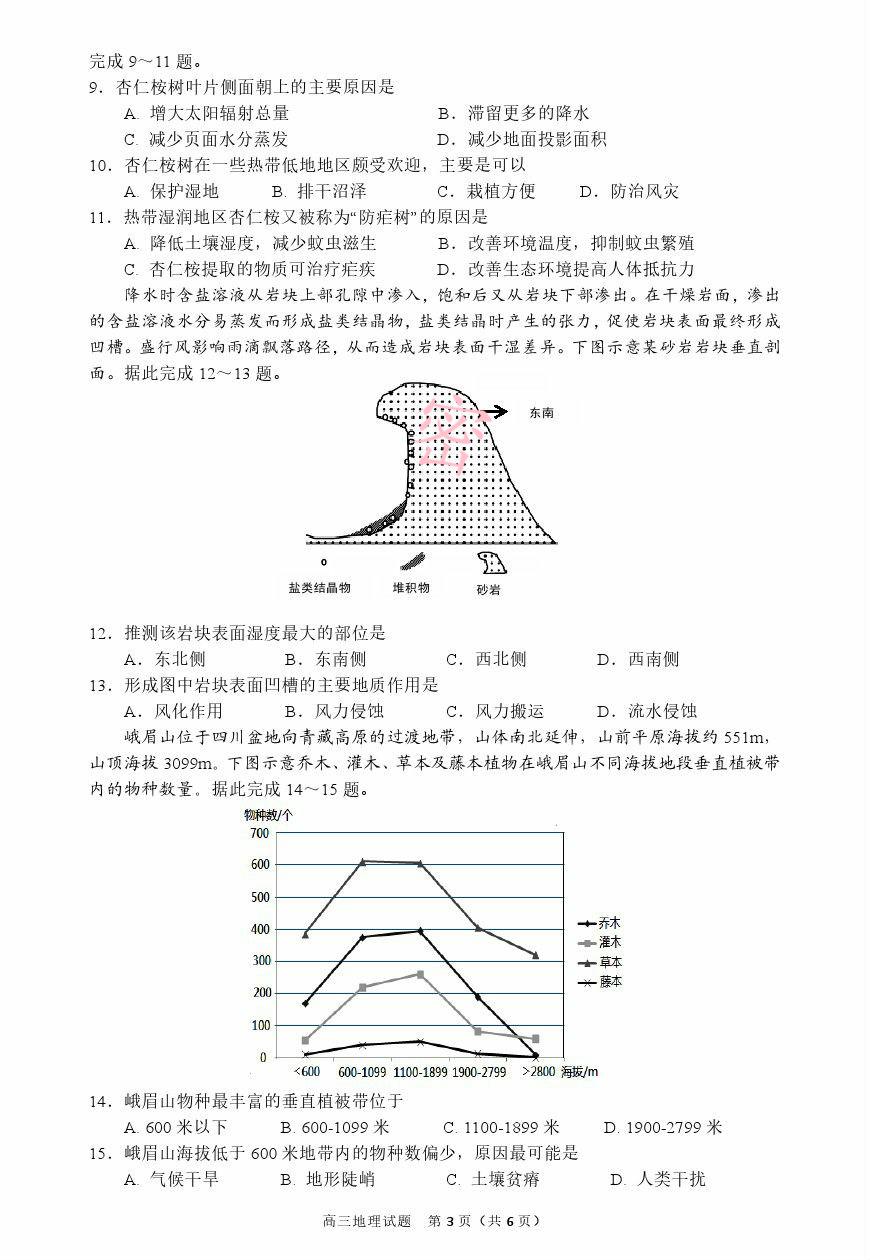 完成 9～11 题。
9．杏仁桉树叶片侧面朝上的主要原因是
A. 增大太阳辐射总量 B．滞留更多的降水
C. 减少页面水分蒸发 D．减少地面投影面积
10．杏仁桉树在一些热带低地地区颇受欢迎，主要是可以
A. 保护湿地 B. 排干沼泽 C．栽植方便 D．防治风灾
11．热带湿润地区杏仁桉又被称为“防疟树”的原因是
A. 降低土壤湿度，减少蚊虫滋生 B．改善环境温度，抑制蚊虫繁殖
C. 杏仁桉提取的物质可治疗疟疾 D．改善生态环境提高人体抵抗力
降水时含盐溶液从岩块上部孔隙中渗入，饱和后又从岩块下部渗出。在干燥岩面，渗出
的含盐溶液水分易蒸发而形成盐类结晶物，盐类结晶时产生的张力，促使岩块表面最终形成
凹槽。盛行风影响雨滴飘落路径，从而造成岩块表面干湿差异。下图示意某砂岩岩块垂直剖
面。据此完成 12～13 题。
密
东南
盐类结晶物 堆积物 砂岩
12．推测该岩块表面湿度最大的部位是
A．东北侧 B．东南侧 C．西北侧 D．西南侧
13．形成图中岩块表面凹槽的主要地质作用是
A．风化作用 B．风力侵蚀 C．风力搬运 D．流水侵蚀
峨眉山位于四川盆地向青藏高原的过渡地带，山体南北延伸，山前平原海拔约 551m，
山顶海拔 3099m。下图示意乔木、灌木、草本及藤本植物在峨眉山不同海拔地段垂直植被带
内的物种数量。据此完成 14～15 题。
物种数/个
700
600
500
400
300
200
100
0
乔木
灌木
草本
藤本
<600 600-1099 1100-1899 1900-2799 >2800 海拔/m
14．峨眉山物种最丰富的垂直植被带位于
A. 600 米以下 B. 600-1099 米 C. 1100-1899 米 D. 1900-2799 米
15．峨眉山海拔低于 600 米地带内的物种数偏少，原因最可能是
A. 气候干旱 B. 地形陡峭 C. 土壤贫瘠 D. 人类干扰
高三地理试题 第 3 页（共 6 页）